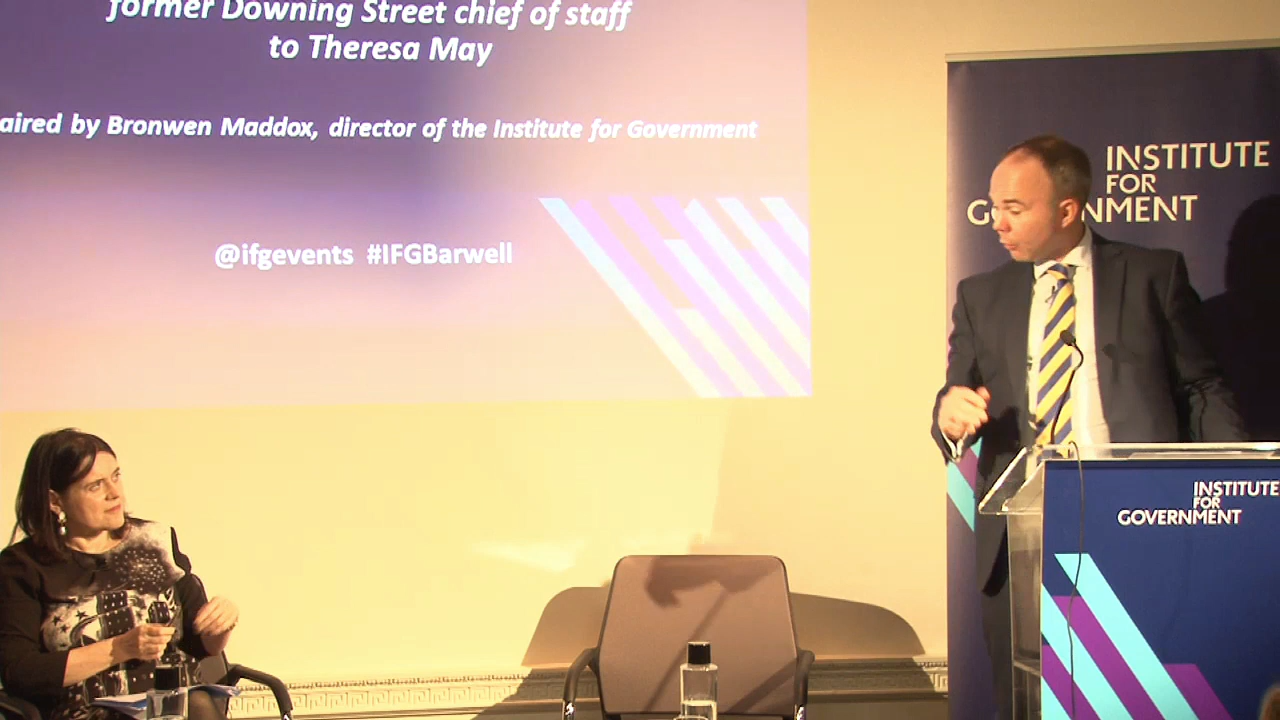 former Downing Street chief of staff
to Theresa May
aired by Bronwen Maddox, director of the Institute for Government
@ifgevents #IFGBarwell
INSTITUTE
FOR
G NMENT
INSTITUTE
FOR
GOVERNMENT